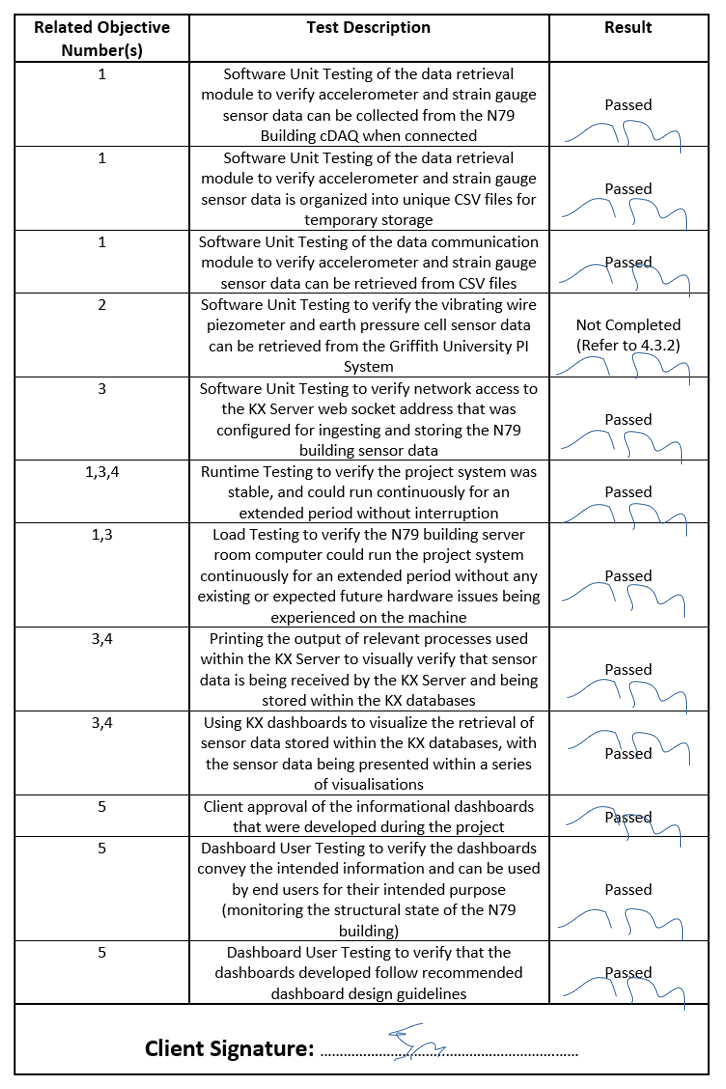 Related Objective Number(s)
Test Description
Result
1
Software Unit Testing of the data retrieval
module to verify accelerometer and strain gauge
sensor data can be collected from the N79
Building cDAQ when connected
Passed
1
Software Unit Testing of the data retrieval
module to verify accelerometer and strain gauge
sensor data is organized into unique CSV files for
temporary storage
Passed
1
Software Unit Testing of the data communication
module to verify accelerometer and strain gauge
sensor data can be retrieved from CSV files
Passed
2
Software Unit Testing to verify the vibrating wire
piezometer and earth pressure cell sensor data
can be retrieved from the Griffith University PI
System
Not Completed
(Refer to 4.3.2)
3
Software Unit Testing to verify network access to
the KX Server web socket address that was
configured for ingesting and storing the N79
building sensor data
Passed
1,3,4
Runtime Testing to verify the project system was
stable, and could run continuously for an
extended period without interruption
Passed
1,3
Load Testing to verify the N79 building server
room computer could run the project system
continuously for an extended period without any
existing or expected future hardware issues being
experienced on the machine
Passed
3,4
Printing the output of relevant processes used
within the KX Server to visually verify that sensor
data is being received by the KX Server and being
stored within the KX databases
Passed
3,4
Using KX dashboards to visualize the retrieval of
sensor data stored within the KX databases, with
the sensor data being presented within a series
of visualisations
Passed
5
Client approval of the informational dashboards
that were developed during the project
Passed
5
Dashboard User Testing to verify the dashboards
convey the intended information and can be used
by end users for their intended purpose
(monitoring the structural state of the N79
building)
Passed
5
Dashboard User Testing to verify that the
dashboards developed follow recommended
dashboard design guidelines
Passed
Client Signature: